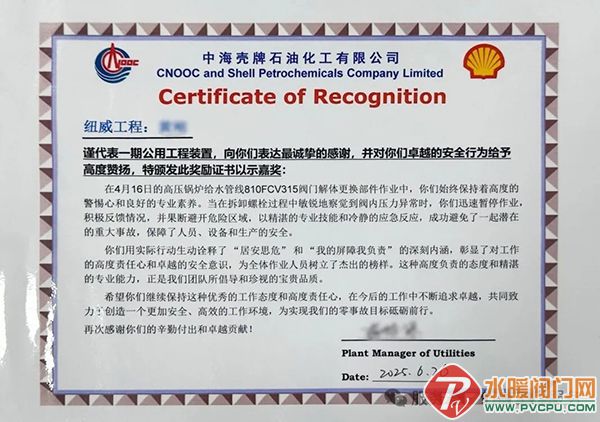 CNOOC
中海壳牌石油化工有限公司
CNOOC and Shell Petrochemicals Company Limited
Certificate of Recognition
纽威工程：
谨代表一期公用工程装置，向你们表达最诚挚的感谢，并对你们卓越的安全行为给予
高度赞扬，特颁发此奖励证书以示嘉奖：
在4月16日的高压锅炉给水管线810FCV315阀门解体更换部件作业中，你们始终保持着高度的
警惕心和良好的专业素养。当在拆卸螺栓过程中敏锐地察觉到阀内压力异常时，你们迅速暂停作业，
积极反馈情况，并果断避开危险区域，以精湛的专业技能和冷静的应急反应，成功避免了一起潜在
的重大事故，保障了人员、设备和生产的安全。
你们用实际行动生动诠释了“居安思危”和“我的屏障我负责”的深刻内涵，彰显了对工作
的高度责任心和卓越的安全意识，为全体作业人员树立了杰出的榜样。这种高度负责的态度和精湛
的专业能力，正是我们团队所倡导和珍视的宝贵品质。
希望你们继续保持这种优秀的工作态度和高度责任心，在今后的工作中不断追求卓越，共同致
力于创造一个更加安全、高效的工作环境，为实现我们的零事故目标砥砺前行。
再次感谢你们的辛勤付出和卓越贡献！
Plant Manager of Utilities
Date: 2025.6.26
水暖阀门网
WWW.PVCPU.COM